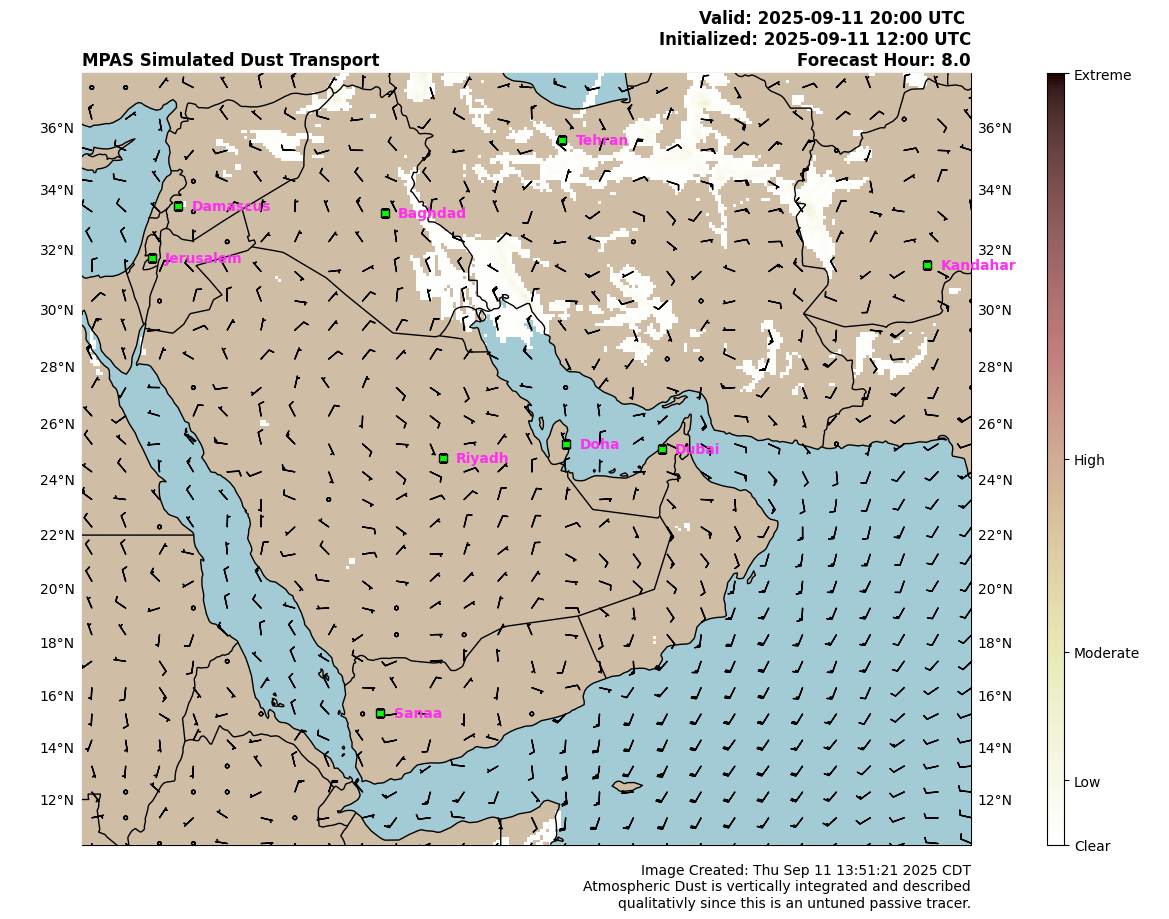 Valid: 2025-09-11 20:00 UTC
Initialized: 2025-09-11 12:00 UTC
MPAS Simulated Dust Transport
Forecast Hour: 8.0
Extreme
36°N
36°N
Tehran
34°N
34°N
Damascus
Baghdad
32°N
32°N
Jerusalem
Kandahar
30°N
30°N
28°N
28°N
26°N
26°N
Doha
Dubai
Riyadh
High
24°N
24°N
22°N
22°N
20°N
20°N
18°N
18°N
Moderate
16°N
16°N
Sanaa
14°N
14°N
Low
12°N
12°N
Clear
Image Created: Thu Sep 11 13:51:21 2025 CDT
Atmospheric Dust is vertically integrated and described
qualitativly since this is an untuned passive tracer.